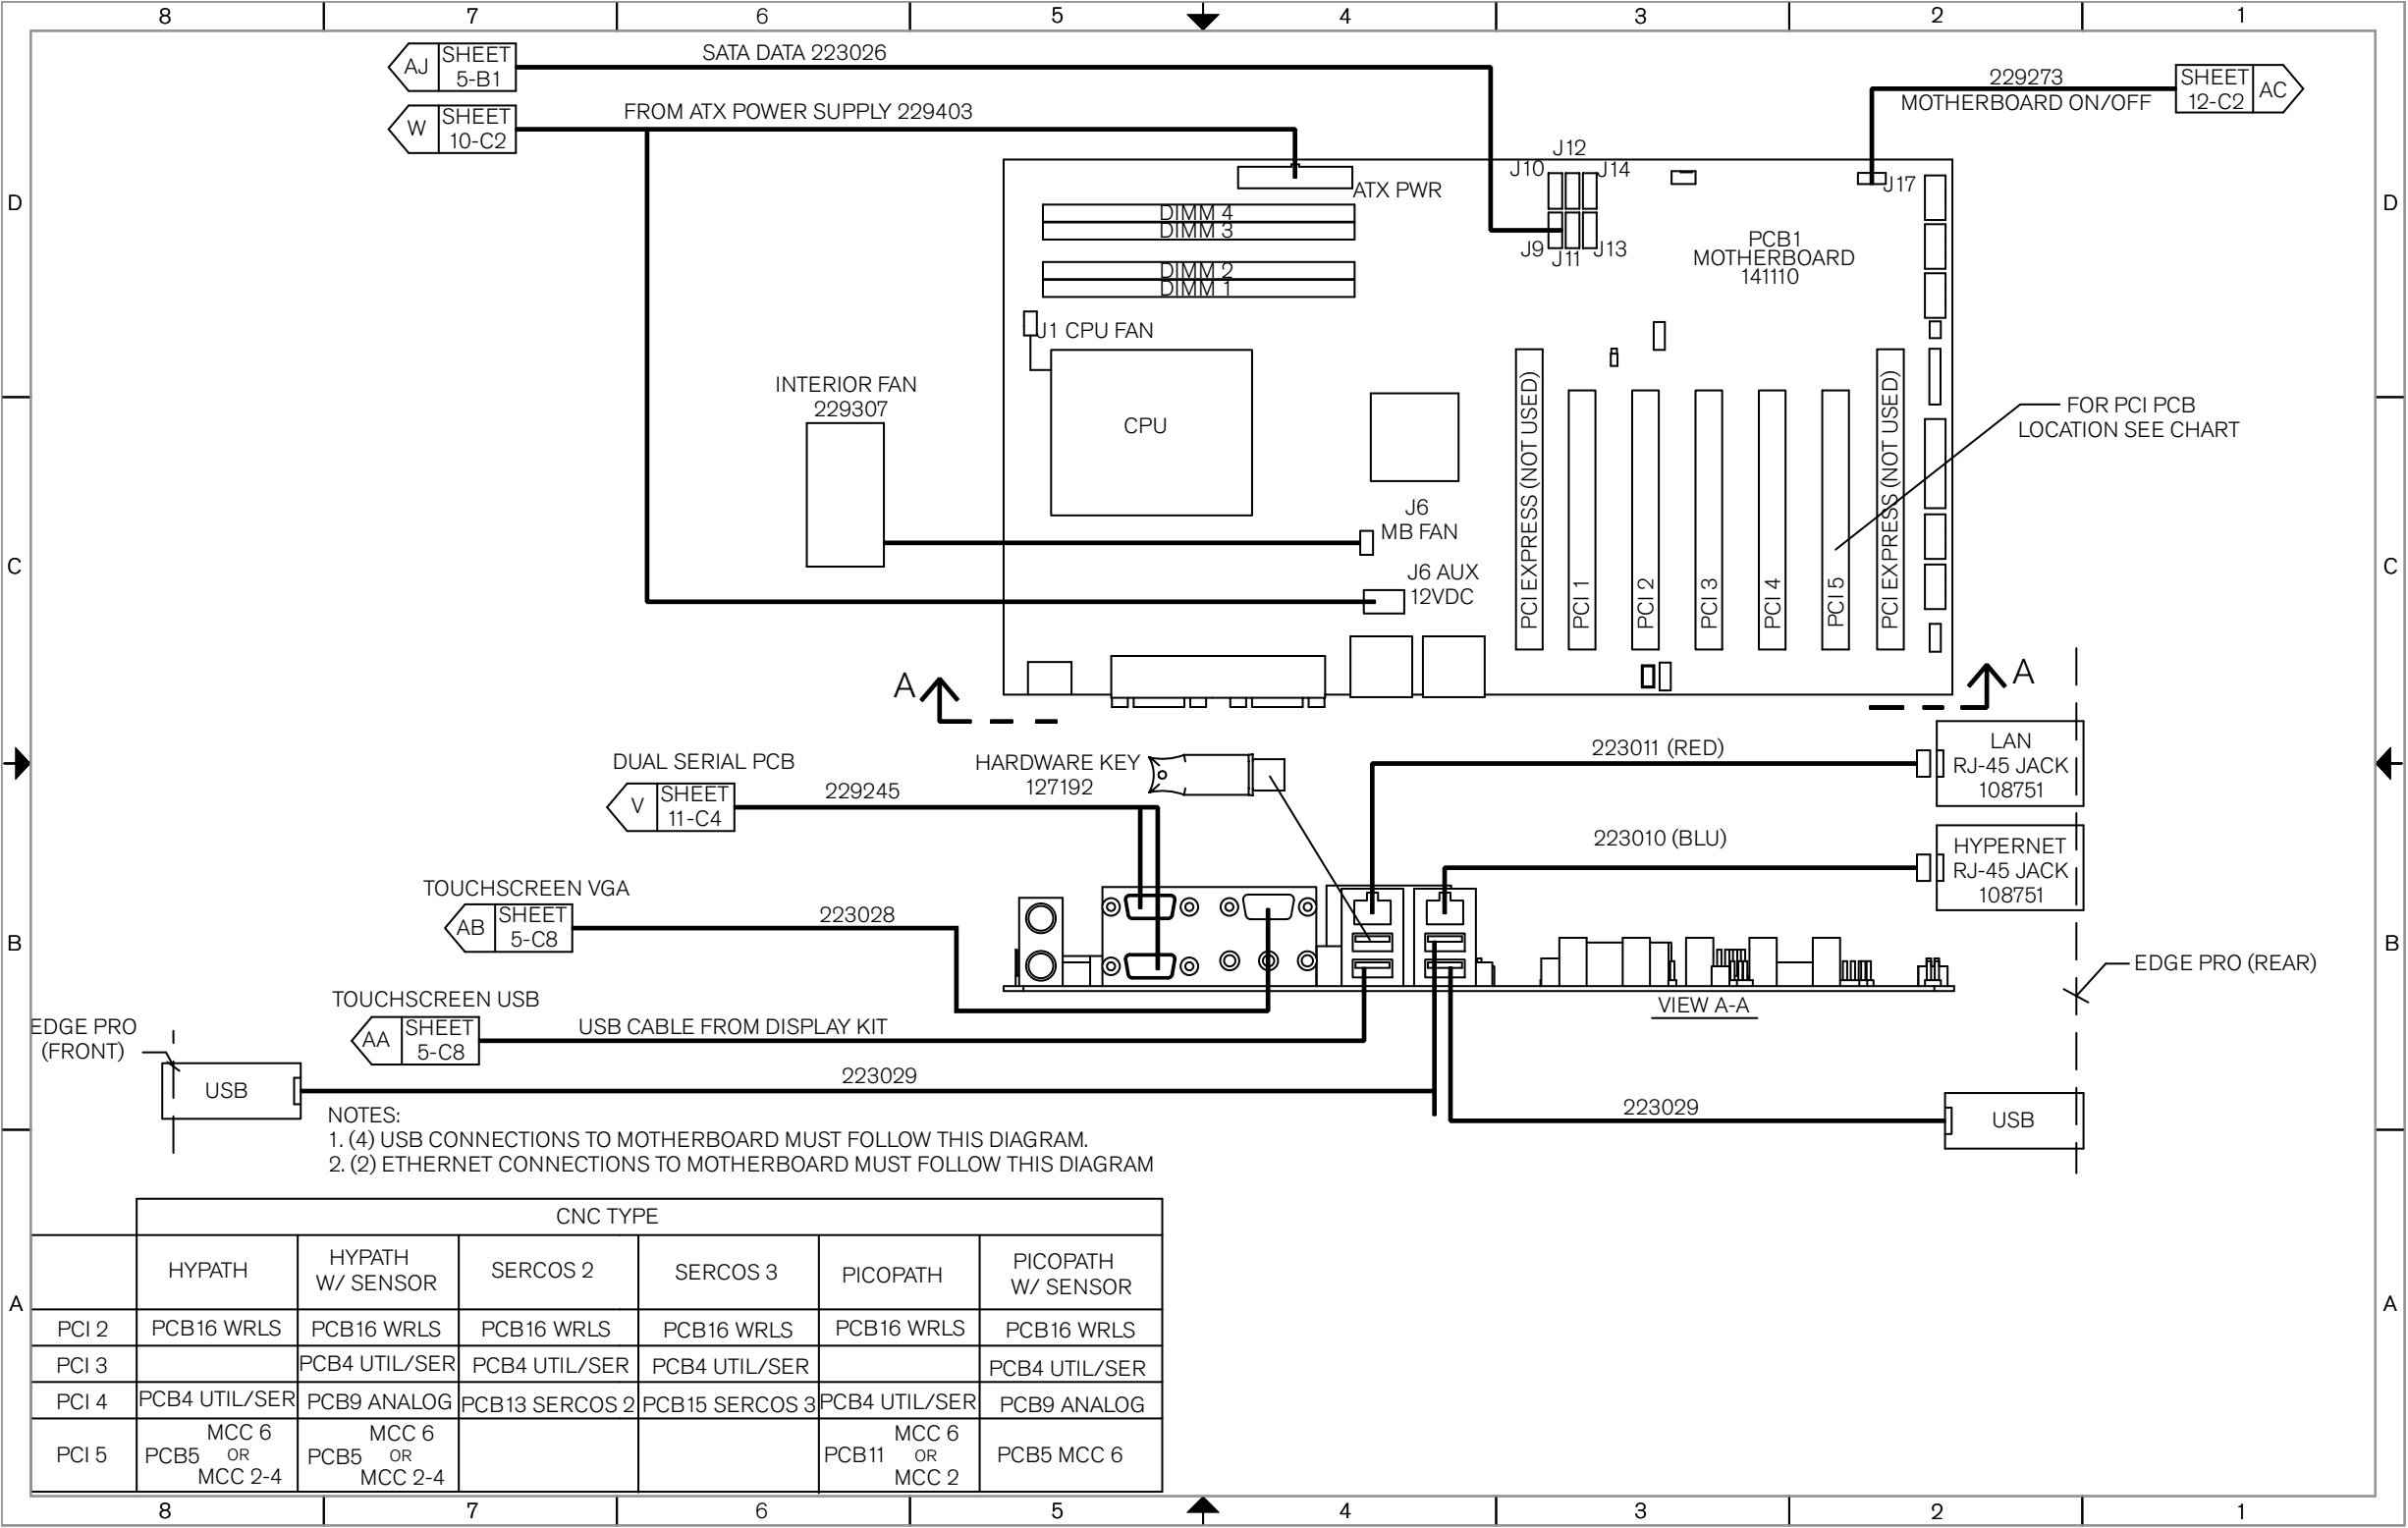 8 7 6 5 4 3 2 1
AJ
SHEET
5-B1
SATA DATA 223026
W
SHEET
10-C2
FROM ATX POWER SUPPLY 229403
229273
MOTHERBOARD ON/OFF
SHEET
12-C2
AC
D
D
J12
J10
J14
J9
J11
J13
J17
ATX PWR
DIMM 4
DIMM 3
DIMM 2
DIMM 1
PCB1
MOTHERBOARD
141110
J1 CPU FAN
CPU
INTERIOR FAN
229307
FOR PCI PCB
LOCATION SEE CHART
J6
MB FAN
J6 AUX
12VDC
C
C
PCI EXPRESS (NOT USED)
PCI 1
PCI 2
PCI 3
PCI 4
PCI 5
PCI EXPRESS (NOT USED)
A
A
DUAL SERIAL PCB
V
SHEET
11-C4
229245
HARDWARE KEY
127192
223011 (RED)
LAN
RJ-45 JACK
108751
223010 (BLU)
HYPERNET
RJ-45 JACK
108751
TOUCHSCREEN VGA
AB
SHEET
5-C8
223028
B
B
EDGE PRO (REAR)
VIEW A-A
TOUCHSCREEN USB
AA
SHEET
5-C8
USB CABLE FROM DISPLAY KIT
EDGE PRO
(FRONT)
USB
223029
223029
USB
NOTES:
1. (4) USB CONNECTIONS TO MOTHERBOARD MUST FOLLOW THIS DIAGRAM.
2. (2) ETHERNET CONNECTIONS TO MOTHERBOARD MUST FOLLOW THIS DIAGRAM
CNC TYPE
HYPATH
HYPATH
W/ SENSOR
SERCOS 2
SERCOS 3
PICOPATH
PICOPATH
W/ SENSOR
A
A
PCI 2 PCB16 WRLS PCB16 WRLS PCB16 WRLS PCB16 WRLS PCB16 WRLS PCB16 WRLS
PCI 3 PCB4 UTIL/SER PCB4 UTIL/SER PCB4 UTIL/SER PCB4 UTIL/SER
PCI 4 PCB4 UTIL/SER PCB9 ANALOG PCB13 SERCOS 2 PCB15 SERCOS 3 PCB4 UTIL/SER PCB9 ANALOG
PCI 5
PCB5
MCC 6
OR
MCC 2-4
PCB5
MCC 6
OR
MCC 2-4
PCB11
MCC 6
OR
MCC 2
PCB5 MCC 6
8 7 6 5 4 3 2 1